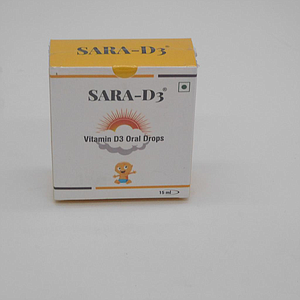 SARA-D3®
SARA-D3®
Vitamin D3 Oral Drops
15 ml